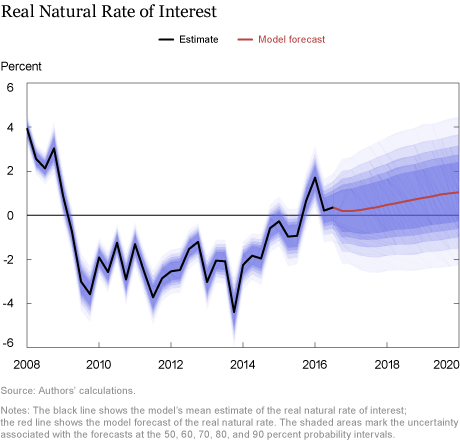 Real Natural Rate of Interest
Estimate Model forecast
Percent
6
4
2
0
-2
-4
-6
2008 2010 2012 2014 2016 2018 2020
Source: Authors' calculations.
Notes: The black line shows the model's mean estimate of the real natural rate of interest;
the red line shows the model forecast of the real natural rate. The shaded areas mark the uncertainty
associated with the forecasts at the 50, 60, 70, 80, and 90 percent probability intervals.